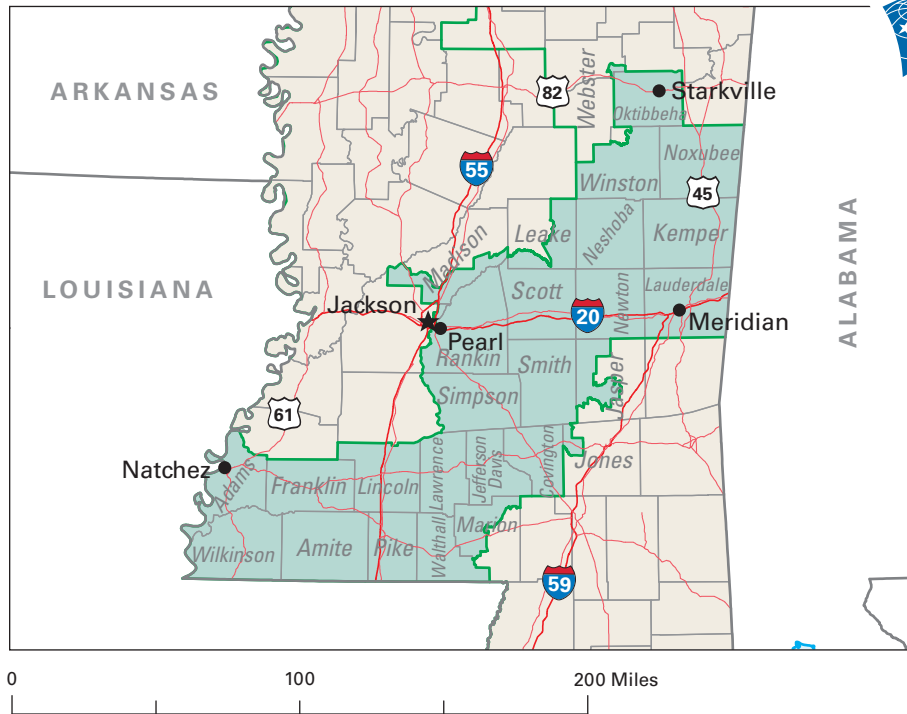 ARKANSAS
82
Webster
Starkville
Oktibbeha
Noxubee
55
Winston
45
Neshoba
Kemper
Leake
Madison
ALABAMA
LOUISIANA
Scott
Lauderdale
Jackson
20
Newton
Meridian
Pearl
Rankin
Smith
Jasper
Simpson
61
Natchez
Adams
Franklin
Lincoln
Lawrence
Jefferson
Davis
Covington
Jones
Marion
Wilkinson
Amite
Pike
Walthall
59
0 100 200 Miles